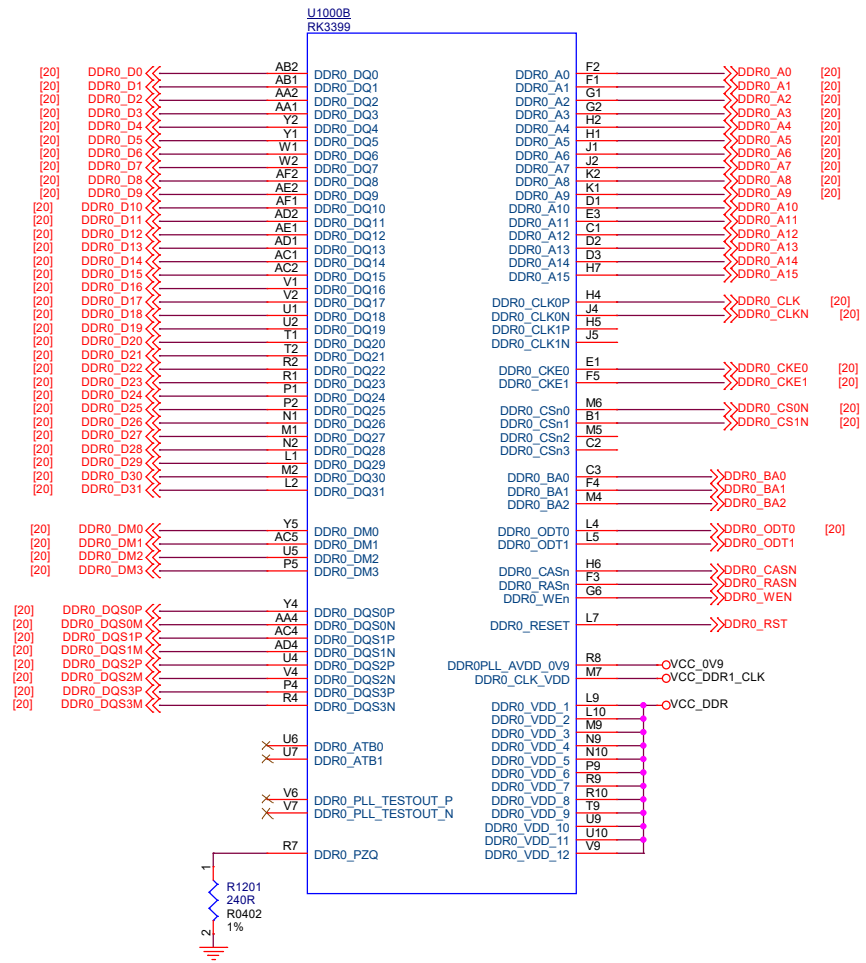 U1000B
RK3399
[20] DDR0_D0 AB2 DDR0_DQ0 DDR0_A0 F2 DDR0_A0 [20]
[20] DDR0_D1 AB1 DDR0_DQ1 DDR0_A1 F1 DDR0_A1 [20]
[20] DDR0_D2 AA2 DDR0_DQ2 DDR0_A2 G1 DDR0_A2 [20]
[20] DDR0_D3 AA1 DDR0_DQ3 DDR0_A3 G2 DDR0_A3 [20]
[20] DDR0_D4 Y2 DDR0_DQ4 DDR0_A4 H2 DDR0_A4 [20]
[20] DDR0_D5 Y1 DDR0_DQ5 DDR0_A5 H1 DDR0_A5 [20]
[20] DDR0_D6 W1 DDR0_DQ6 DDR0_A6 J1 DDR0_A6 [20]
[20] DDR0_D7 W2 DDR0_DQ7 DDR0_A7 J2 DDR0_A7 [20]
[20] DDR0_D8 AF2 DDR0_DQ8 DDR0_A8 K2 DDR0_A8 [20]
[20] DDR0_D9 AE2 DDR0_DQ9 DDR0_A9 K1 DDR0_A9 [20]
[20] DDR0_D10 AF1 DDR0_DQ10 DDR0_A10 D1 DDR0_A10
[20] DDR0_D11 AD2 DDR0_DQ11 DDR0_A11 E3 DDR0_A11
[20] DDR0_D12 AE1 DDR0_DQ12 DDR0_A12 C1 DDR0_A12
[20] DDR0_D13 AD1 DDR0_DQ13 DDR0_A13 D2 DDR0_A13
[20] DDR0_D14 AC1 DDR0_DQ14 DDR0_A14 D3 DDR0_A14
[20] DDR0_D15 AC2 DDR0_DQ15 DDR0_A15 H7 DDR0_A15
[20] DDR0_D16 V1 DDR0_DQ16
[20] DDR0_D17 V2 DDR0_DQ17 DDR0_CLK0P H4 DDR0_CLK [20]
[20] DDR0_D18 U1 DDR0_DQ18 DDR0_CLK0N J4 DDR0_CLKN [20]
[20] DDR0_D19 U2 DDR0_DQ19 DDR0_CLK1P H5
[20] DDR0_D20 T1 DDR0_DQ20 DDR0_CLK1N J5
[20] DDR0_D21 T2 DDR0_DQ21
[20] DDR0_D22 R2 DDR0_DQ22 DDR0_CKE0 E1 DDR0_CKE0 [20]
[20] DDR0_D23 R1 DDR0_DQ23 DDR0_CKE1 F5 DDR0_CKE1 [20]
[20] DDR0_D24 P1 DDR0_DQ24
[20] DDR0_D25 P2 DDR0_DQ25 DDR0_CSn0 M6 DDR0_CS0N [20]
[20] DDR0_D26 N1 DDR0_DQ26 DDR0_CSn1 B1 DDR0_CS1N [20]
[20] DDR0_D27 M1 DDR0_DQ27 DDR0_CSn2 M5
[20] DDR0_D28 N2 DDR0_DQ28 DDR0_CSn3 C2
[20] DDR0_D29 L1 DDR0_DQ29
[20] DDR0_D30 M2 DDR0_DQ30 DDR0_BA0 C3 DDR0_BA0
[20] DDR0_D31 L2 DDR0_DQ31 DDR0_BA1 F4 DDR0_BA1
DDR0_BA2 M4 DDR0_BA2
[20] DDR0_DM0 Y5 DDR0_DM0 DDR0_ODT0 L4 DDR0_ODT0 [20]
[20] DDR0_DM1 AC5 DDR0_DM1 DDR0_ODT1 L5 DDR0_ODT1
[20] DDR0_DM2 U5 DDR0_DM2
[20] DDR0_DM3 P5 DDR0_DM3 DDR0_CASn H6 DDR0_CASN
DDR0_RASn F3 DDR0_RASN
DDR0_WEn G6 DDR0_WEN
[20] DDR0_DQS0P Y4 DDR0_DQS0P
[20] DDR0_DQS0M AA4 DDR0_DQS0N DDR0_RESET L7 DDR0_RST
[20] DDR0_DQS1P AC4 DDR0_DQS1P
[20] DDR0_DQS1M AD4 DDR0_DQS1N
[20] DDR0_DQS2P U4 DDR0_DQS2P DDR0PLL_AVDD_0V9 R8 VCC_0V9
[20] DDR0_DQS2M V4 DDR0_DQS2N DDR0_CLK_VDD M7 VCC_DDR1_CLK
[20] DDR0_DQS3P P4 DDR0_DQS3P
[20] DDR0_DQS3M R4 DDR0_DQS3N DDR0_VDD_1 L9 VCC_DDR
DDR0_VDD_2 L10
DDR0_VDD_3 M9
U6 DDR0_ATB0 DDR0_VDD_4 N9
U7 DDR0_ATB1 DDR0_VDD_5 N10
DDR0_VDD_6 P9
DDR0_VDD_7 R9
V6 DDR0_PLL_TESTOUT_P DDR0_VDD_8 R10
V7 DDR0_PLL_TESTOUT_N DDR0_VDD_9 T9
DDR0_VDD_10 U9
DDR0_VDD_11 U10
R7 DDR0_PZQ DDR0_VDD_12 V9
1
R1201
240R
R0402
1%
2